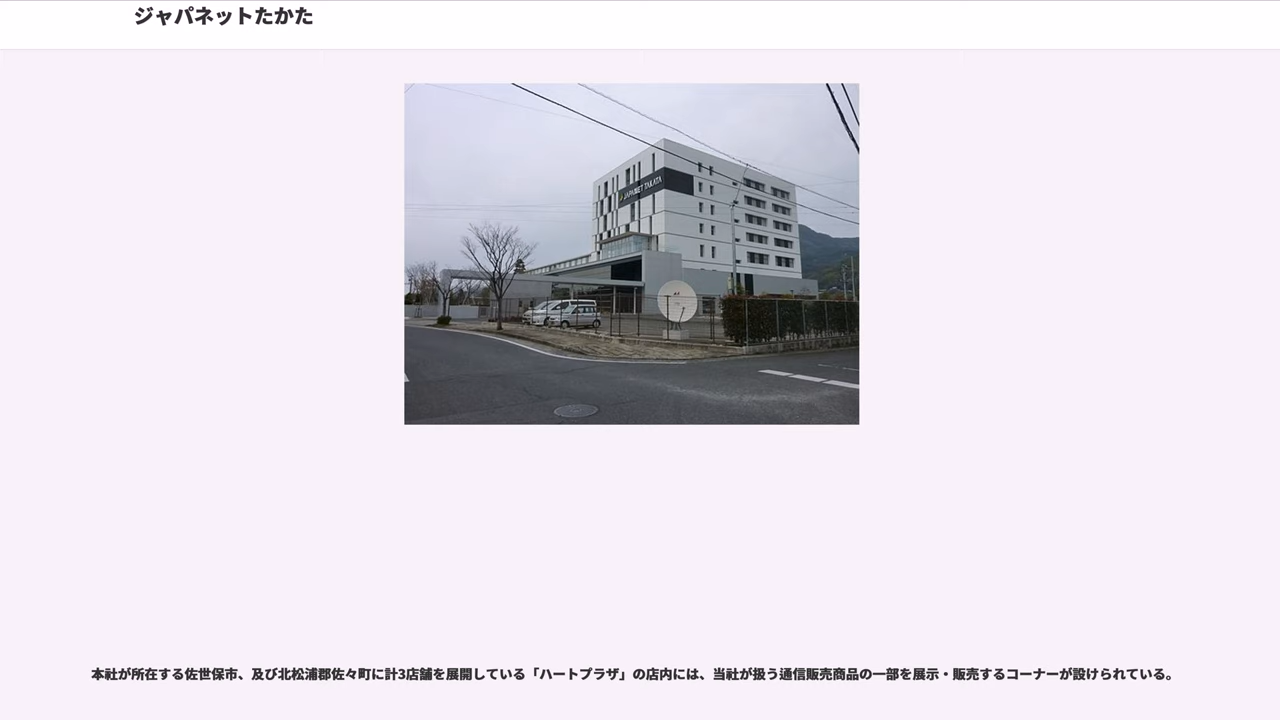 ジャパネットたかた
JAPANET TAKATA
本社が所在する佐世保市、及び北松浦郡佐々町に計3店舗を展開している「ハートプラザ」の店内には、当社が扱う通信販売商品の一部を展示・販売するコーナーが設けられている。